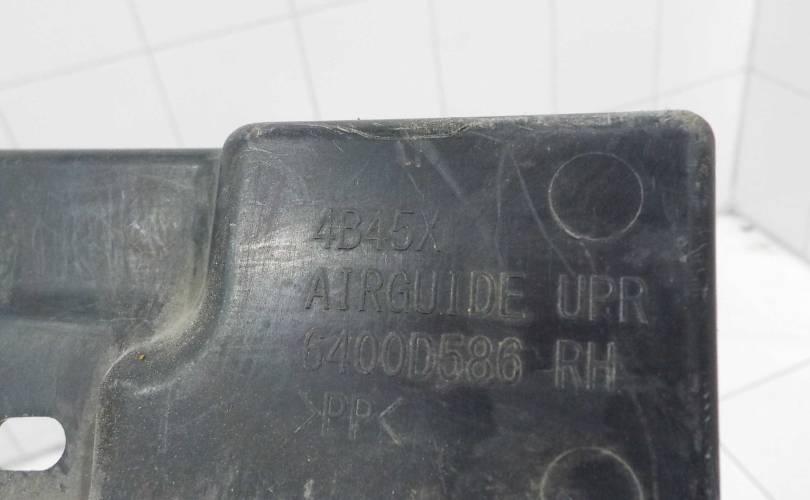 4B45X
AIRGUIDE UPR
6400D586 RH
>PP<